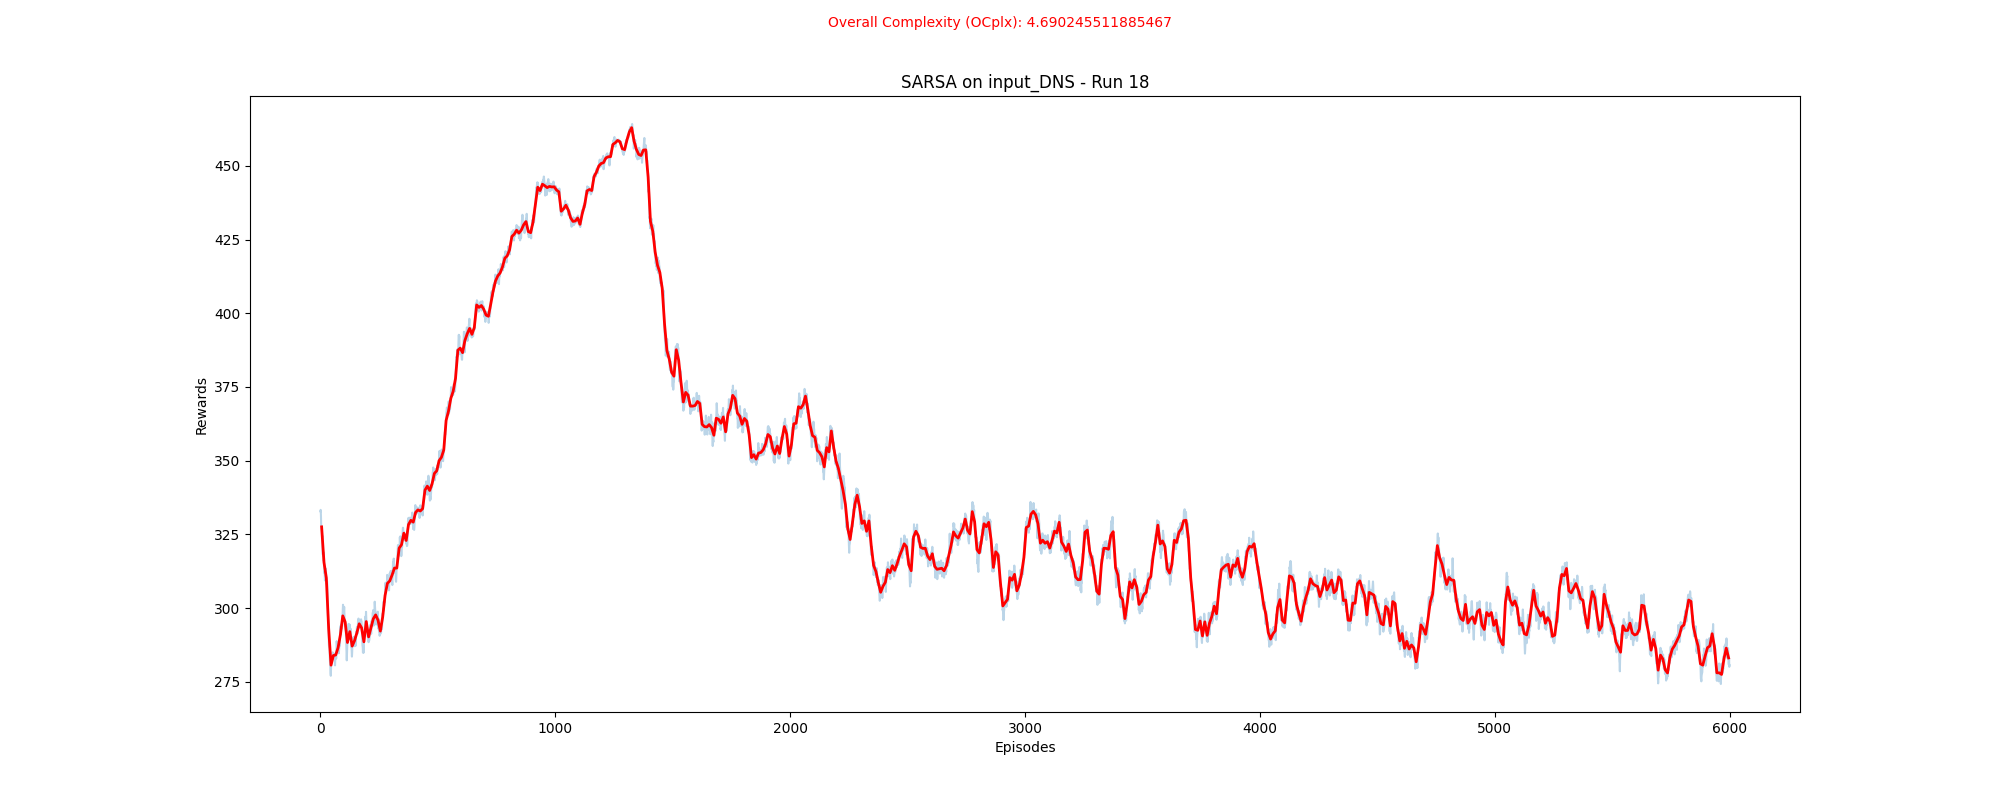 Overall Complexity (OCplx): 4.690245511885467
SARSA on input_DNS - Run 18
Rewards
450
425
400
375
350
325
300
275
0 1000 2000 3000 4000 5000 6000
Episodes